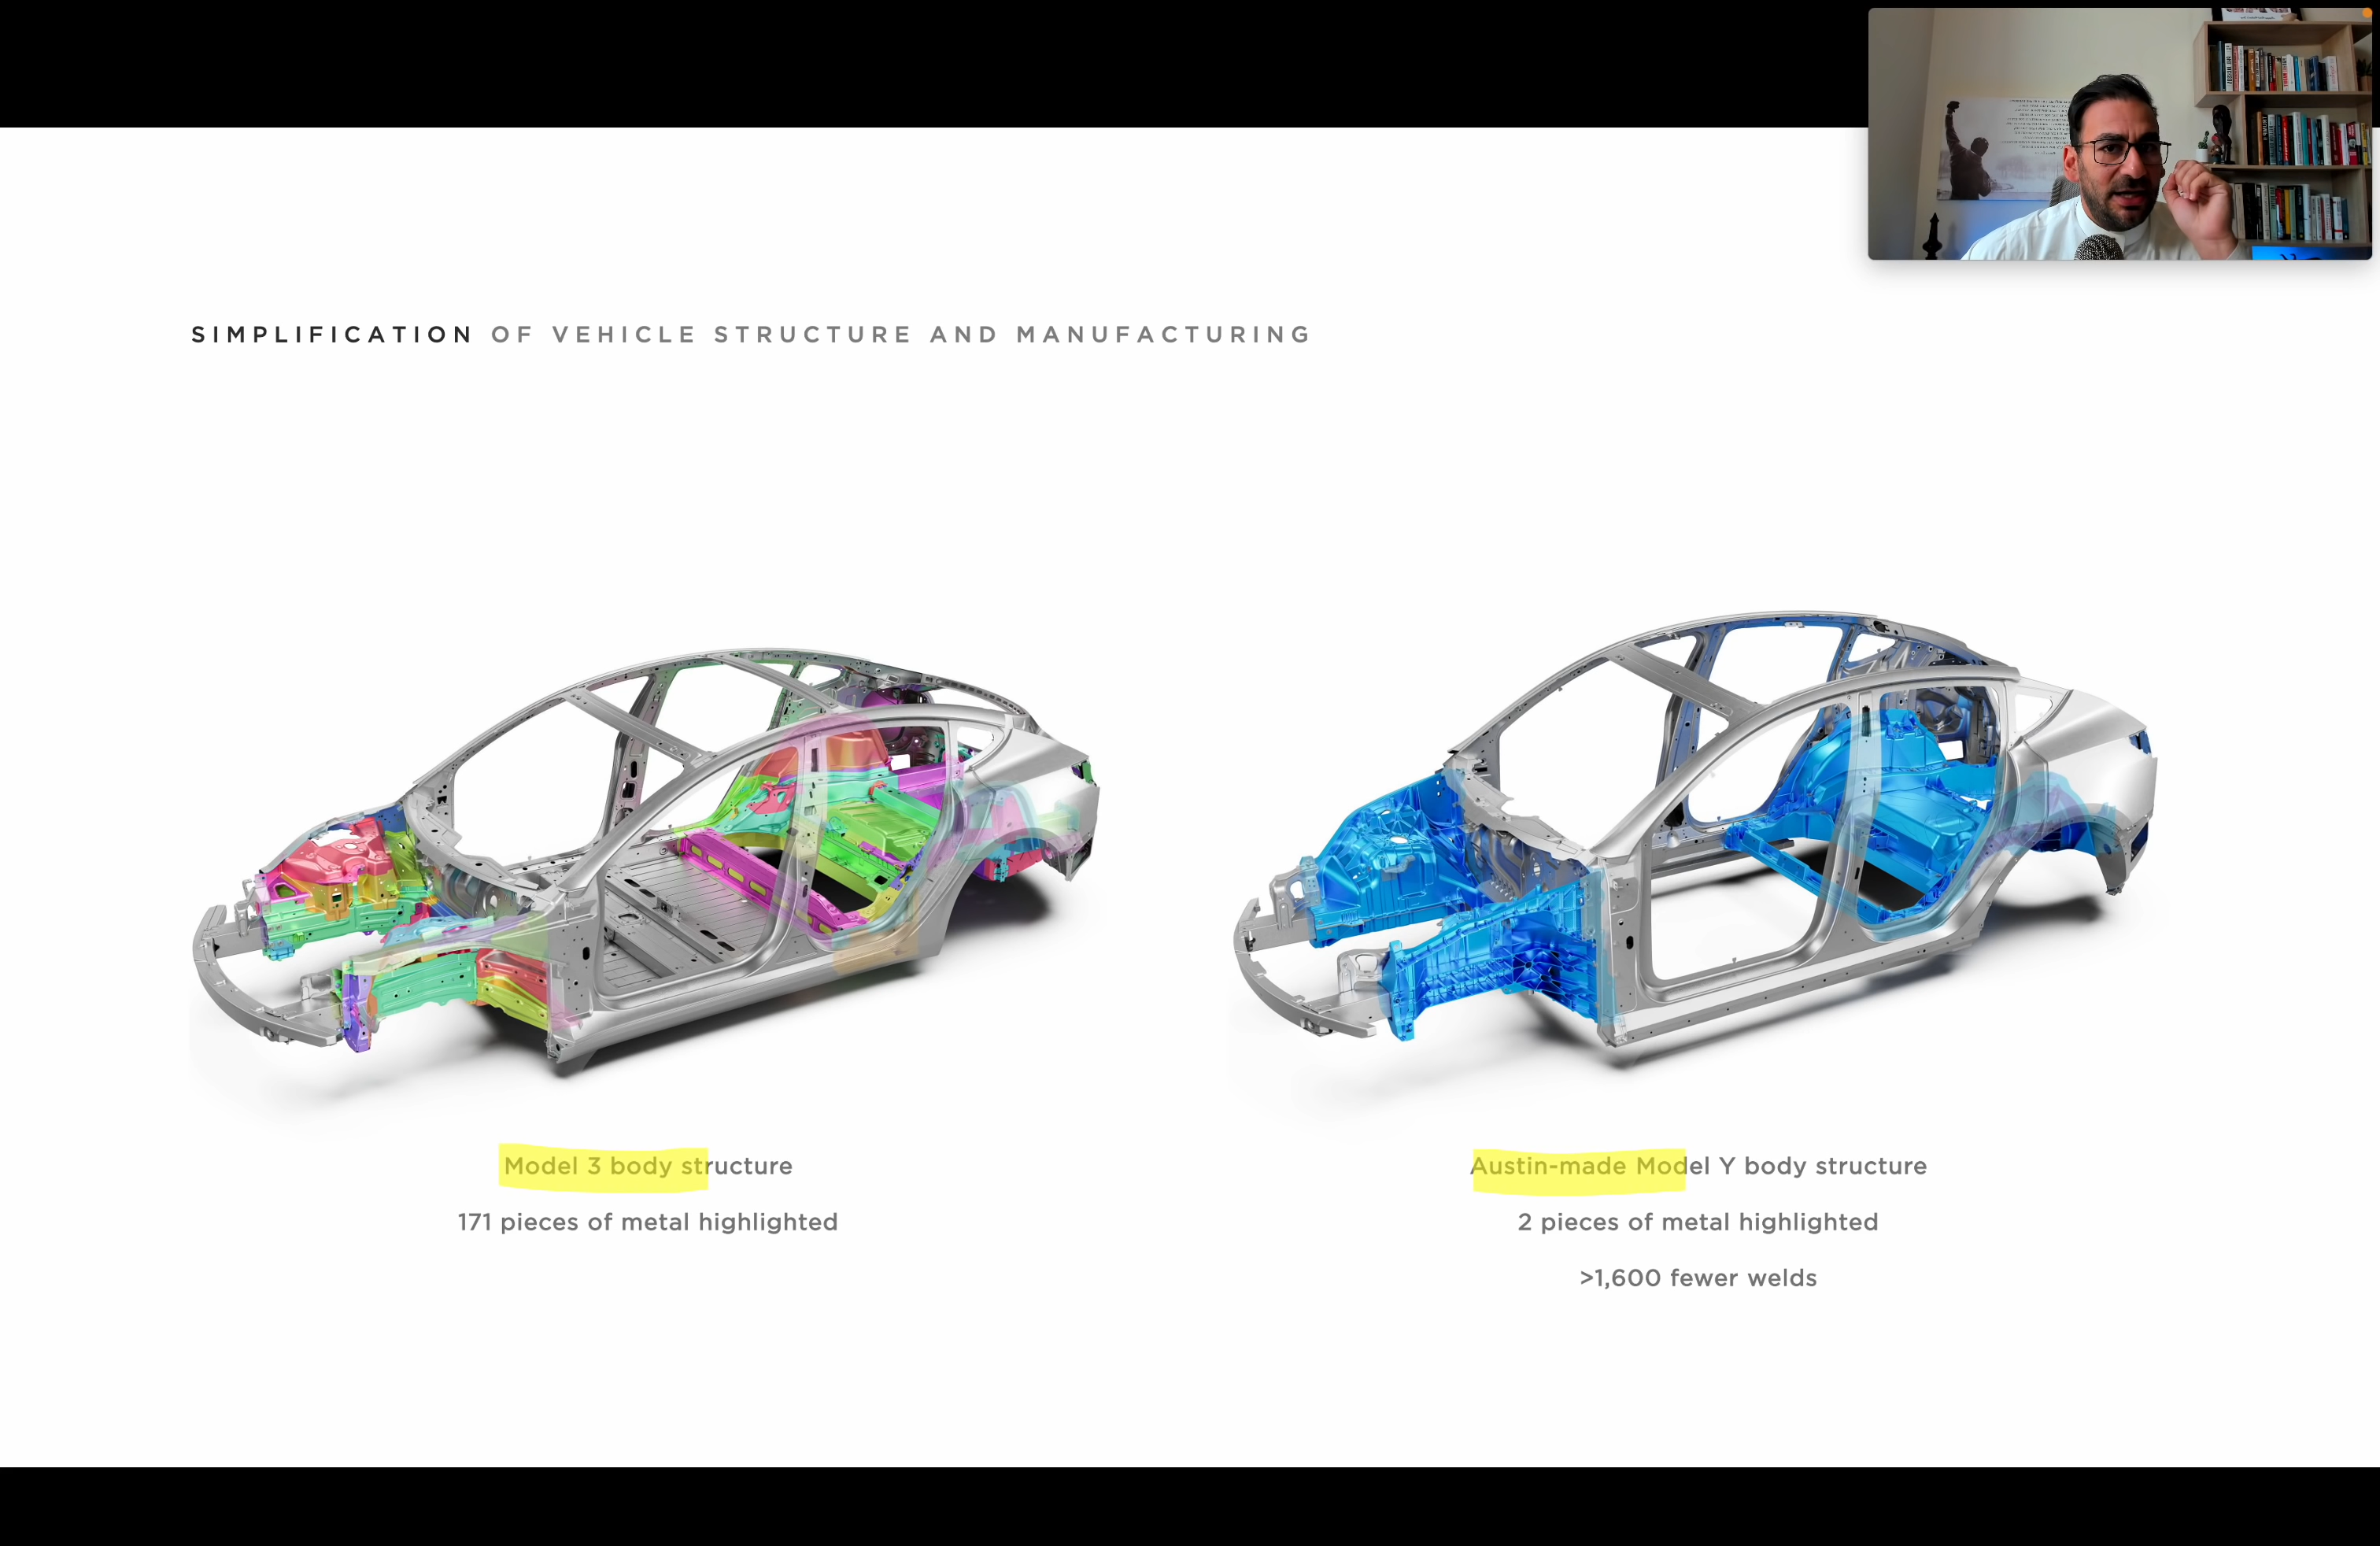 SIMPLIFICATION OF VEHICLE STRUCTURE AND MANUFACTURING
Model 3 body structure
171 pieces of metal highlighted
Austin-made Model Y body structure
2 pieces of metal highlighted
>1,600 fewer welds